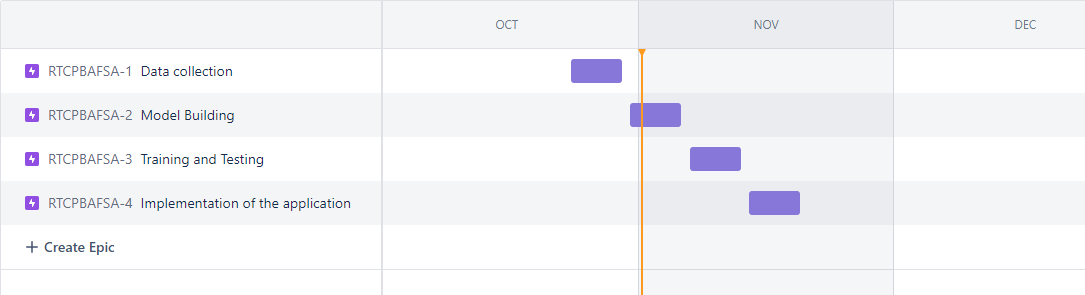 OCT NOV DEC
RTCPBAFSA-1 Data collection
RTCPBAFSA-2 Model Building
RTCPBAFSA-3 Training and Testing
RTCPBAFSA-4 Implementation of the application
+ Create Epic